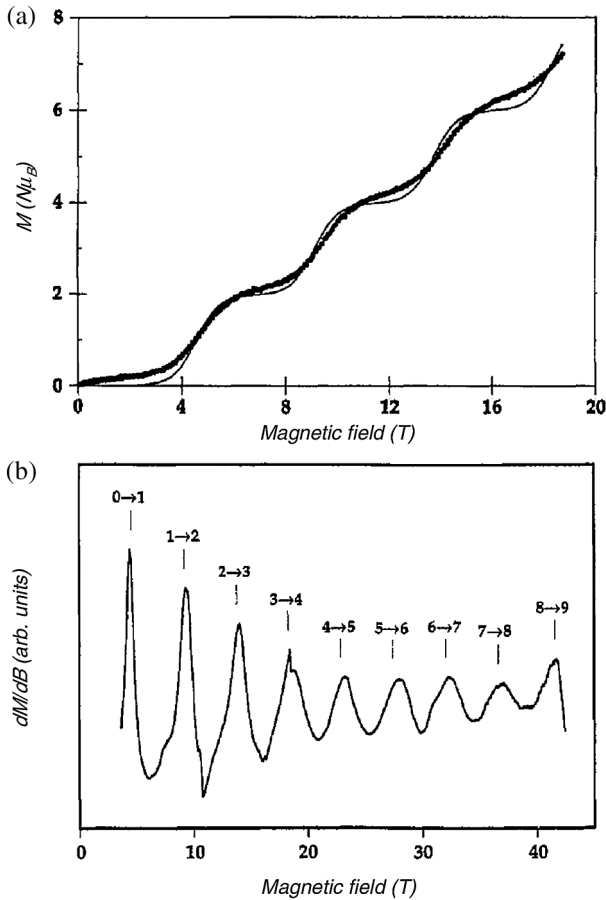 (a)
8
6
4
2
0
M (NμB)
0 4 8 12 16 20
Magnetic field (T)
(b)
0→1
1→2
2→3
3→4
4→5
5→6
6→7
7→8
8→9
dM/dB (arb. units)
0 10 20 30 40
Magnetic field (T)